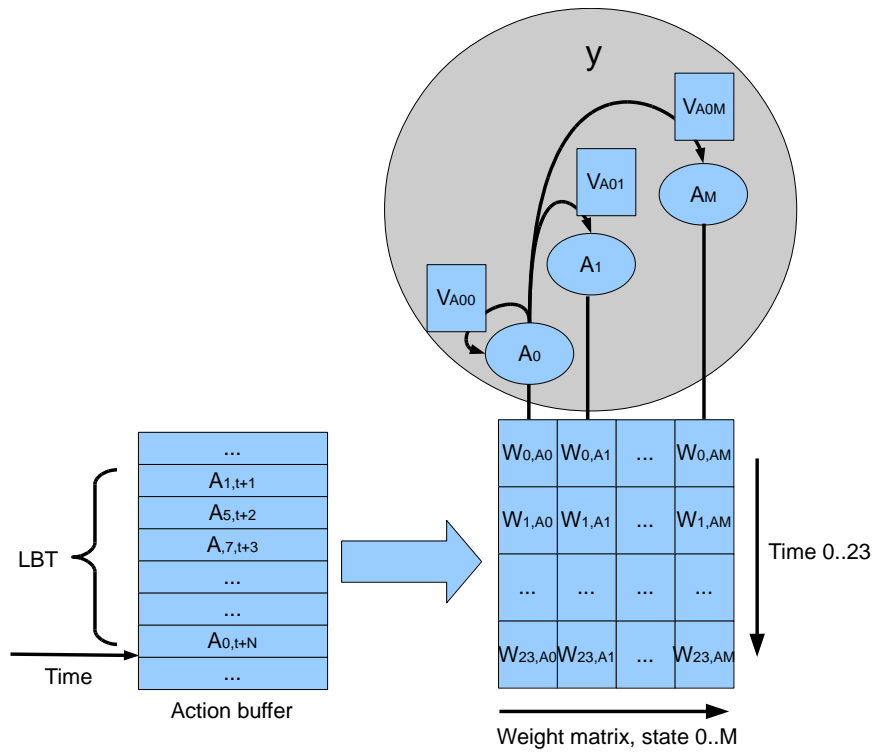 y
VA0M
VA01
AM
A1
VA00
A0
...
A1,t+1
A5,t+2
A,7,t+3
...
...
A0,t+N
...
LBT
Time
Action buffer
W0,A0 W0,A1 ... W0,AM
W1,A0 W1,A1 ... W1,AM
... ... ... ...
W23,A0 W23,A1 ... W23,AM
Time 0..23
Weight matrix, state 0..M